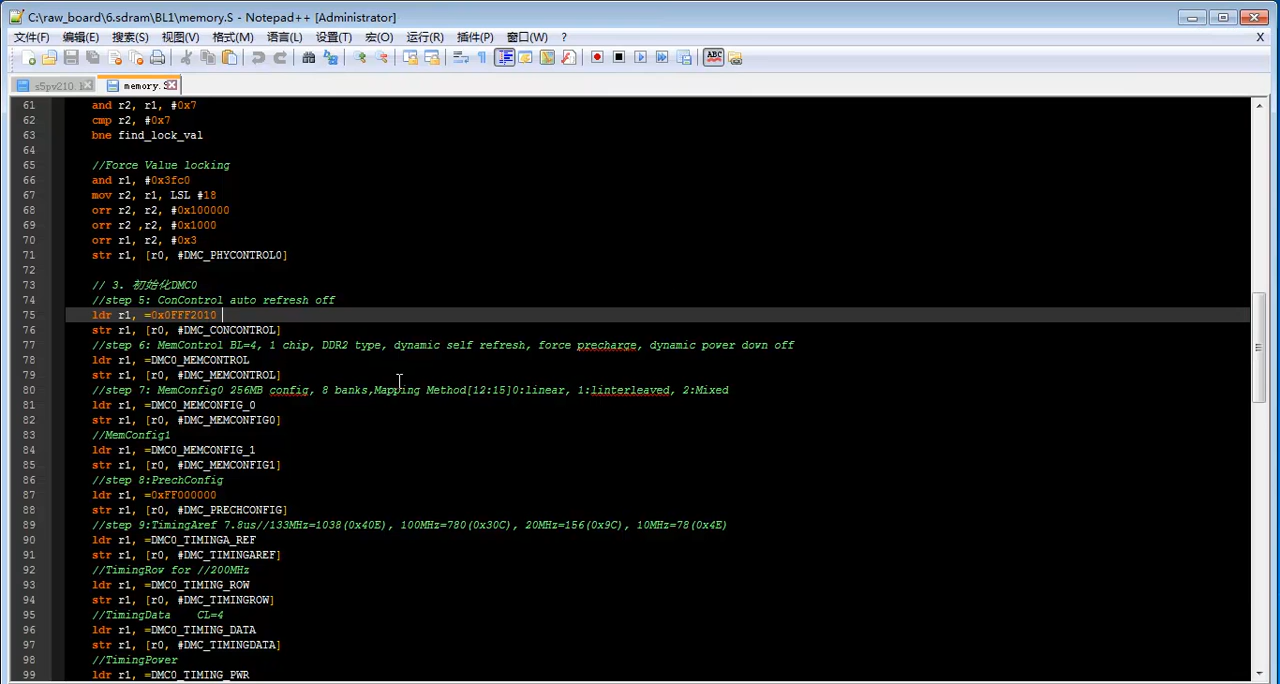 C:\raw_board\6.sdram\BL1\memory.S - Notepad++ [Administrator]
文件(F) 编辑(E) 搜索(S) 视图(V) 格式(M) 语言(L) 设置(T) 宏(O) 运行(R) 插件(P) 窗口(W) ? X
ABC
s5pv210. memory.S
61 and r2, r1, #0x7
62 cmp r2, #0x7
63 bne find_lock_val
64
65 //Force Value locking
66 and r1, #0x3fc0
67 mov r2, r1, LSL #18
68 orr r2, r2, #0x100000
69 orr r2 ,r2, #0x1000
70 orr r1, r2, #0x3
71 str r1, [r0, #DMC_PHYCONTROL0]
72
73 // 3. 初始化DMC0
74 //step 5: ConControl auto refresh off
75 ldr r1, =0x0FFF2010
76 str r1, [r0, #DMC_CONCONTROL]
77 //step 6: MemControl BL=4, 1 chip, DDR2 type, dynamic self refresh, force precharge, dynamic power down off
78 ldr r1, =DMC0_MEMCONTROL
79 str r1, [r0, #DMC_MEMCONTROL]
80 //step 7: MemConfig0 256MB config, 8 banks,Mapping Method[12:15]0:linear, 1:linterleaved, 2:Mixed
81 ldr r1, =DMC0_MEMCONFIG_0
82 str r1, [r0, #DMC_MEMCONFIG0]
83 //MemConfig1
84 ldr r1, =DMC0_MEMCONFIG_1
85 str r1, [r0, #DMC_MEMCONFIG1]
86 //step 8:PrechConfig
87 ldr r1, =0xFF000000
88 str r1, [r0, #DMC_PRECHCONFIG]
89 //step 9:TimingAref 7.8us//133MHz=1038(0x40E), 100MHz=780(0x30C), 20MHz=156(0x9C), 10MHz=78(0x4E)
90 ldr r1, =DMC0_TIMINGA_REF
91 str r1, [r0, #DMC_TIMINGAREF]
92 //TimingRow for //200MHz
93 ldr r1, =DMC0_TIMING_ROW
94 str r1, [r0, #DMC_TIMINGROW]
95 //TimingData CL=4
96 ldr r1, =DMC0_TIMING_DATA
97 str r1, [r0, #DMC_TIMINGDATA]
98 //TimingPower
99 ldr r1, =DMC0_TIMING_PWR